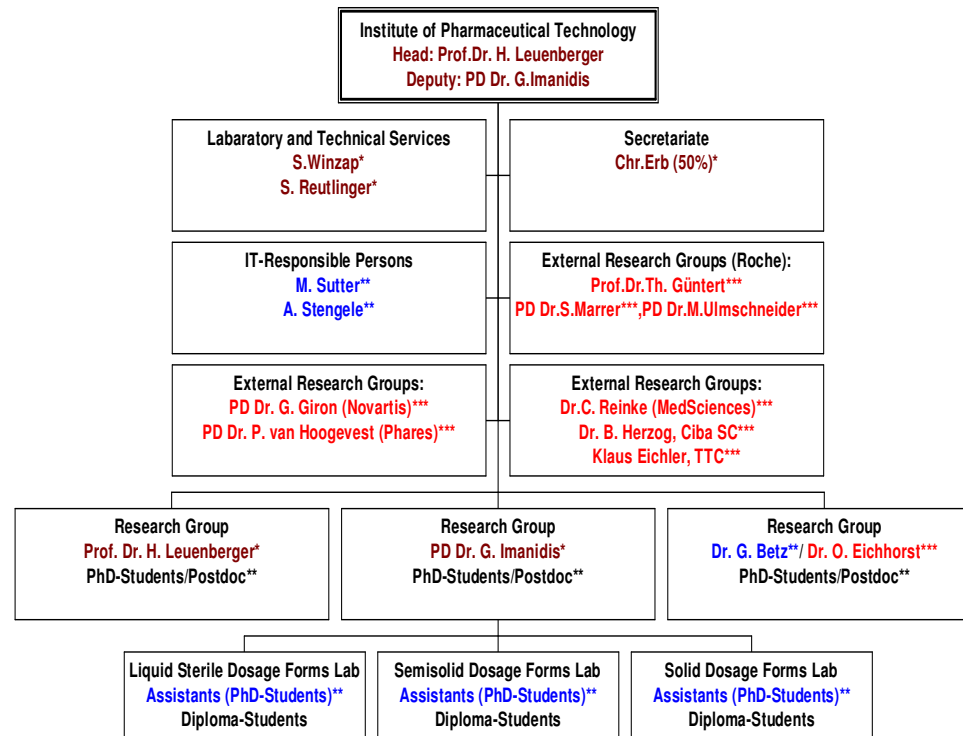 Institute of Pharmaceutical Technology
Head: Prof.Dr. H. Leuenberger
Deputy: PD Dr. G.Imanidis
Labaratory and Technical Services
S.Winzap*
S. Reutlinger*
Secretariate
Chr.Erb (50%)*
IT-Responsible Persons
M. Sutter**
A. Stengele**
External Research Groups (Roche):
Prof.Dr.Th. Güntert***
PD Dr.S.Marrer***,PD Dr.M.Ulmschneider***
External Research Groups:
PD Dr. G. Giron (Novartis)***
PD Dr. P. van Hoogevest (Phares)***
External Research Groups:
Dr.C. Reinke (MedSciences)***
Dr. B. Herzog, Ciba SC***
Klaus Eichler, TTC***
Research Group
Prof. Dr. H. Leuenberger*
PhD-Students/Postdoc**
Research Group
PD Dr. G. Imanidis*
PhD-Students/Postdoc**
Research Group
Dr. G. Betz**/ Dr. O. Eichhorst***
PhD-Students/Postdoc**
Liquid Sterile Dosage Forms Lab
Assistants (PhD-Students)**
Diploma-Students
Semisolid Dosage Forms Lab
Assistants (PhD-Students)**
Diploma-Students
Solid Dosage Forms Lab
Assistants (PhD-Students)**
Diploma-Students